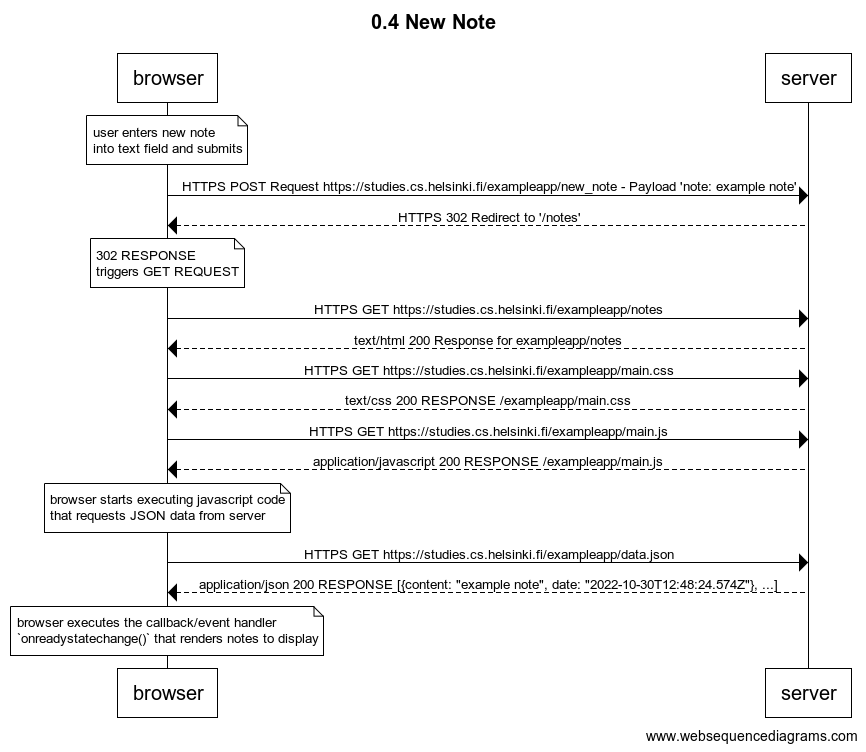 0.4 New Note
browser server
user enters new note
into text field and submits
HTTPS POST Request https://studies.cs.helsinki.fi/exampleapp/new_note - Payload 'note: example note'
HTTPS 302 Redirect to '/notes'
302 RESPONSE
triggers GET REQUEST
HTTPS GET https://studies.cs.helsinki.fi/exampleapp/notes
text/html 200 Response for exampleapp/notes
HTTPS GET https://studies.cs.helsinki.fi/exampleapp/main.css
text/css 200 RESPONSE /exampleapp/main.css
HTTPS GET https://studies.cs.helsinki.fi/exampleapp/main.js
application/javascript 200 RESPONSE /exampleapp/main.js
browser starts executing javascript code
that requests JSON data from server
HTTPS GET https://studies.cs.helsinki.fi/exampleapp/data.json
application/json 200 RESPONSE [{content: "example note", date: "2022-10-30T12:48:24.574Z"}, ...]
browser executes the callback/event handler
`onreadystatechange()` that renders notes to display
browser server
www.websequencediagrams.com